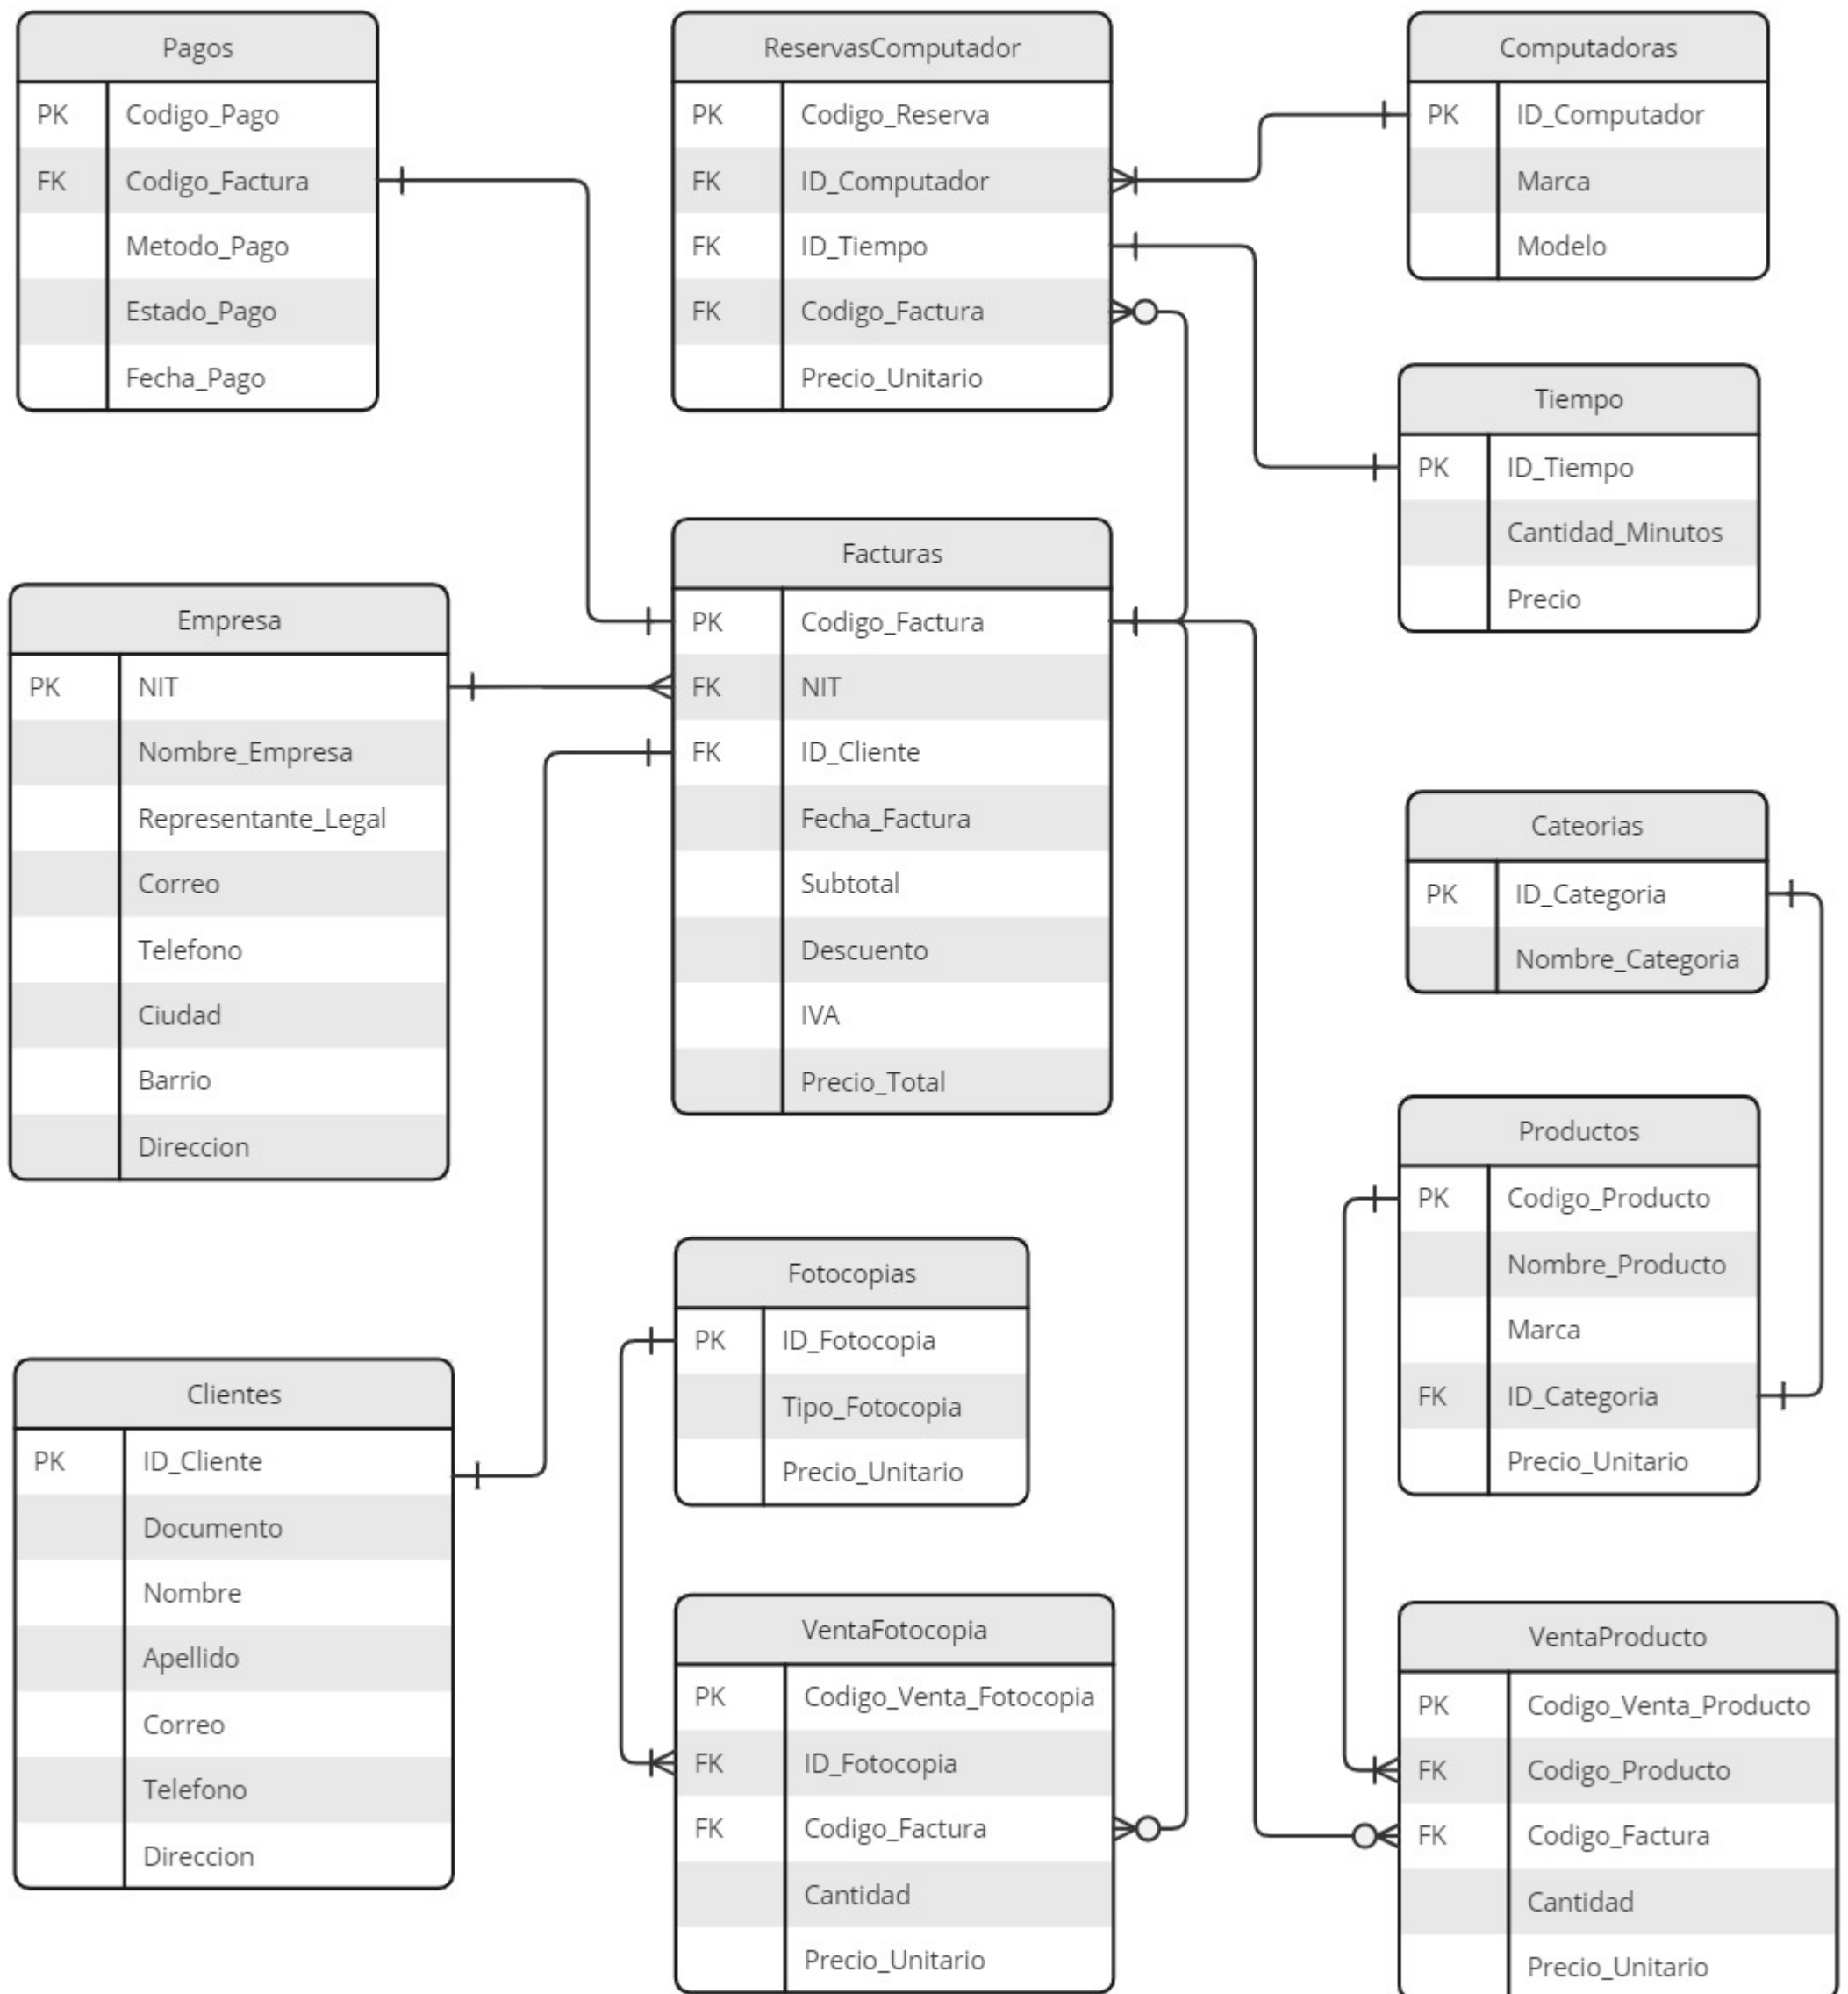 Pagos
PK Codigo_Pago
FK Codigo_Factura
Metodo_Pago
Estado_Pago
Fecha_Pago
ReservasComputador
PK Codigo_Reserva
FK ID_Computador
FK ID_Tiempo
FK Codigo_Factura
Precio_Unitario
Computadoras
PK ID_Computador
Marca
Modelo
Tiempo
PK ID_Tiempo
Cantidad_Minutos
Precio
Empresa
PK NIT
Nombre_Empresa
Representante_Legal
Correo
Telefono
Ciudad
Barrio
Direccion
Facturas
PK Codigo_Factura
FK NIT
FK ID_Cliente
Fecha_Factura
Subtotal
Descuento
IVA
Precio_Total
Cateorias
PK ID_Categoria
Nombre_Categoria
Productos
PK Codigo_Producto
Nombre_Producto
Marca
FK ID_Categoria
Precio_Unitario
Fotocopias
PK ID_Fotocopia
Tipo_Fotocopia
Precio_Unitario
Clientes
PK ID_Cliente
Documento
Nombre
Apellido
Correo
Telefono
Direccion
VentaFotocopia
PK Codigo_Venta_Fotocopia
FK ID_Fotocopia
FK Codigo_Factura
Cantidad
Precio_Unitario
VentaProducto
PK Codigo_Venta_Producto
FK Codigo_Producto
FK Codigo_Factura
Cantidad
Precio_Unitario